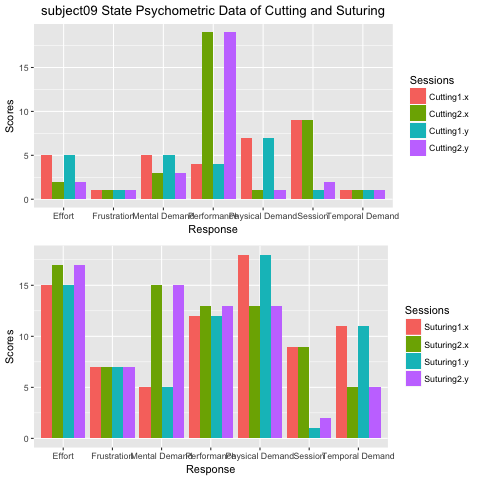 subject09 State Psychometric Data of Cutting and Suturing
Scores
15
10
5
0
Effort Frustration Mental Demand Performance Physical Demand Session Temporal Demand
Response
Sessions
Cutting1.x
Cutting2.x
Cutting1.y
Cutting2.y
Scores
15
10
5
0
Effort Frustration Mental Demand Performance Physical Demand Session Temporal Demand
Response
Sessions
Suturing1.x
Suturing2.x
Suturing1.y
Suturing2.y